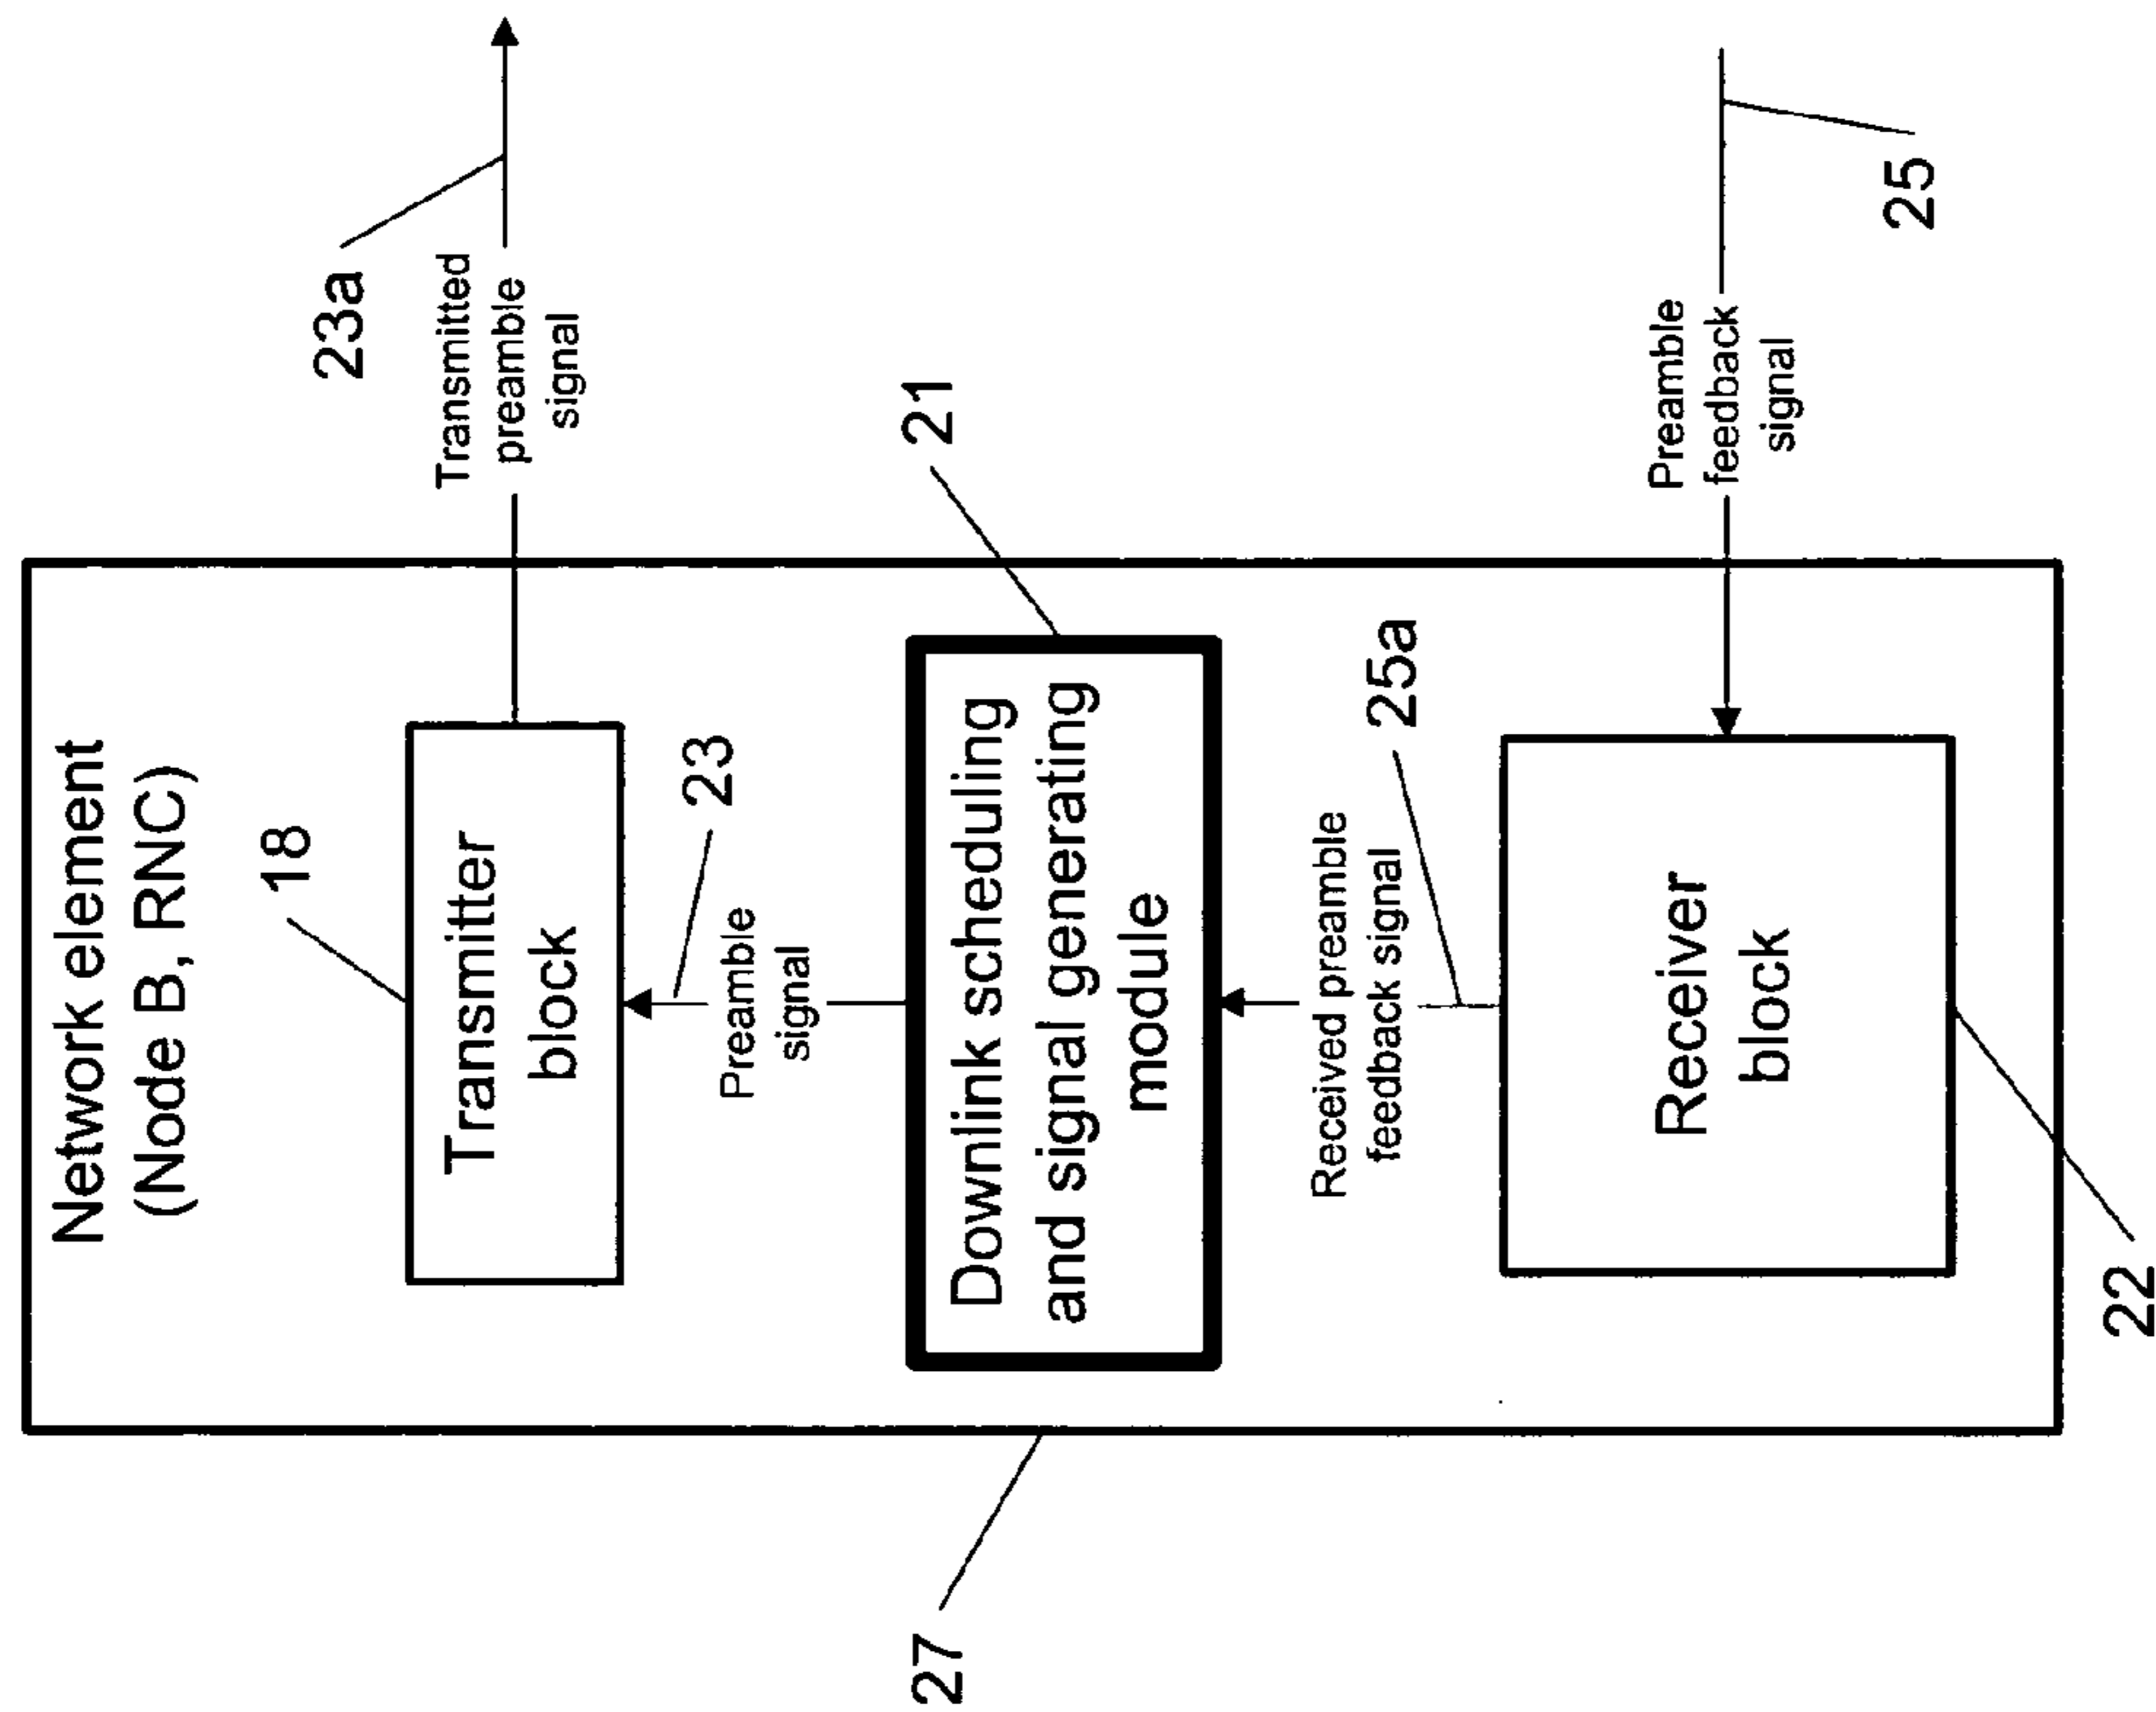 Network element
(Node B, RNC)
18
Transmitter
block
23a
Transmitted
preamble
signal
23
Preamble
signal
21
Downlink scheduling
and signal generating
module
27
25a
Received preamble
feedback signal
Receiver
block
22
Preamble
feedback
signal
25